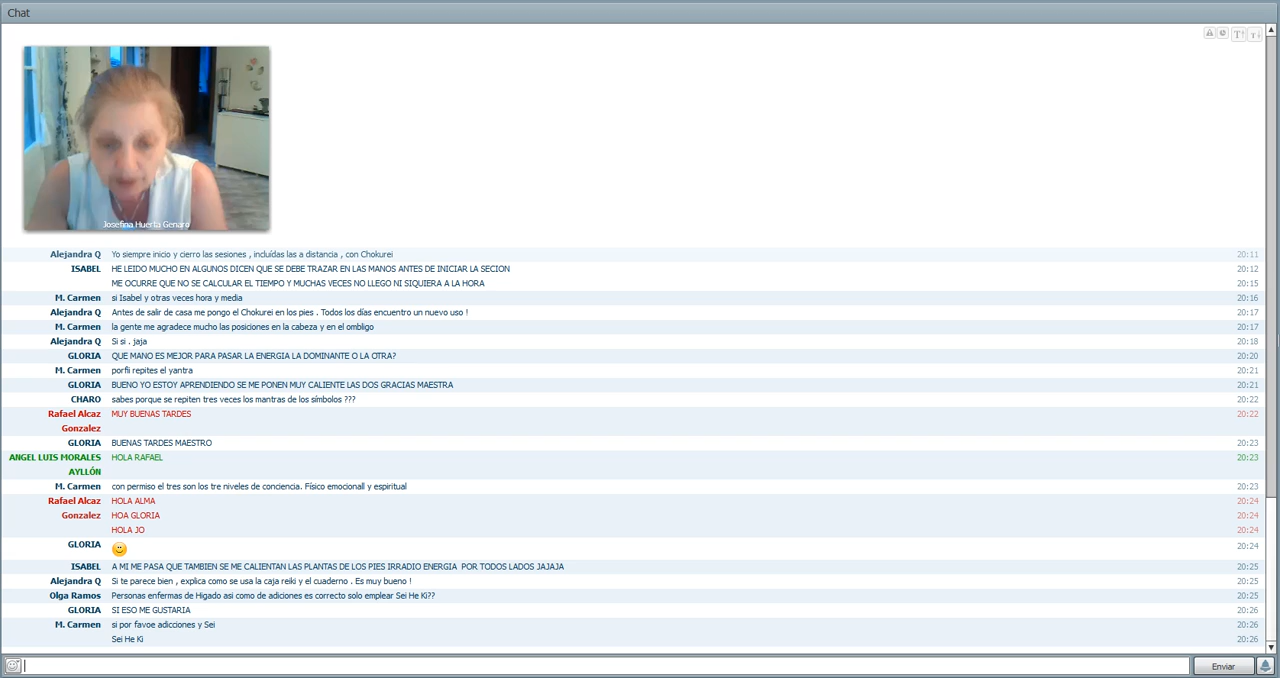 Chat
Josefina Huerta Genaro
Alejandra Q Yo siempre inicio y cierro las sesiones , incluídas las a distancia , con Chokurei 20:11
ISABEL HE LEIDO MUCHO EN ALGUNOS DICEN QUE SE DEBE TRAZAR EN LAS MANOS ANTES DE INICIAR LA SECION 20:12
ME OCURRE QUE NO SE CALCULAR EL TIEMPO Y MUCHAS VECES NO LLEGO NI SIQUIERA A LA HORA 20:15
M. Carmen si Isabel y otras veces hora y media 20:16
Alejandra Q Antes de salir de casa me pongo el Chokurei en los pies . Todos los días encuentro un nuevo uso ! 20:17
M. Carmen la gente me agradece mucho las posiciones en la cabeza y en el ombligo 20:17
Alejandra Q Si si . jaja 20:18
GLORIA QUE MANO ES MEJOR PARA PASAR LA ENERGIA LA DOMINANTE O LA OTRA? 20:20
M. Carmen porfii repites el yantra 20:21
GLORIA BUENO YO ESTOY APRENDIENDO SE ME PONEN MUY CALIENTE LAS DOS GRACIAS MAESTRA 20:21
CHARO sabes porque se repiten tres veces los mantras de los símbolos ??? 20:22
Rafael Alcaz MUY BUENAS TARDES 20:22
Gonzalez
GLORIA BUENAS TARDES MAESTRO 20:23
ANGEL LUIS MORALES HOLA RAFAEL 20:23
AYLLÓN
M. Carmen con permiso el tres son los tre niveles de conciencia. Físico emocionall y espiritual 20:23
Rafael Alcaz HOLA ALMA 20:24
Gonzalez HOA GLORIA 20:24
HOLA JO 20:24
GLORIA 20:24
ISABEL A MI ME PASA QUE TAMBIEN SE ME CALIENTAN LAS PLANTAS DE LOS PIES IRRADIO ENERGIA POR TODOS LADOS JAJAJA 20:25
Alejandra Q Si te parece bien , explica como se usa la caja reiki y el cuaderno . Es muy bueno ! 20:25
Olga Ramos Personas enfermas de Higado asi como de adiciones es correcto solo emplear Sei He Ki?? 20:25
GLORIA SI ESO ME GUSTARIA 20:26
M. Carmen si por favoe adicciones y Sei 20:26
Sei He Ki 20:26
Enviar